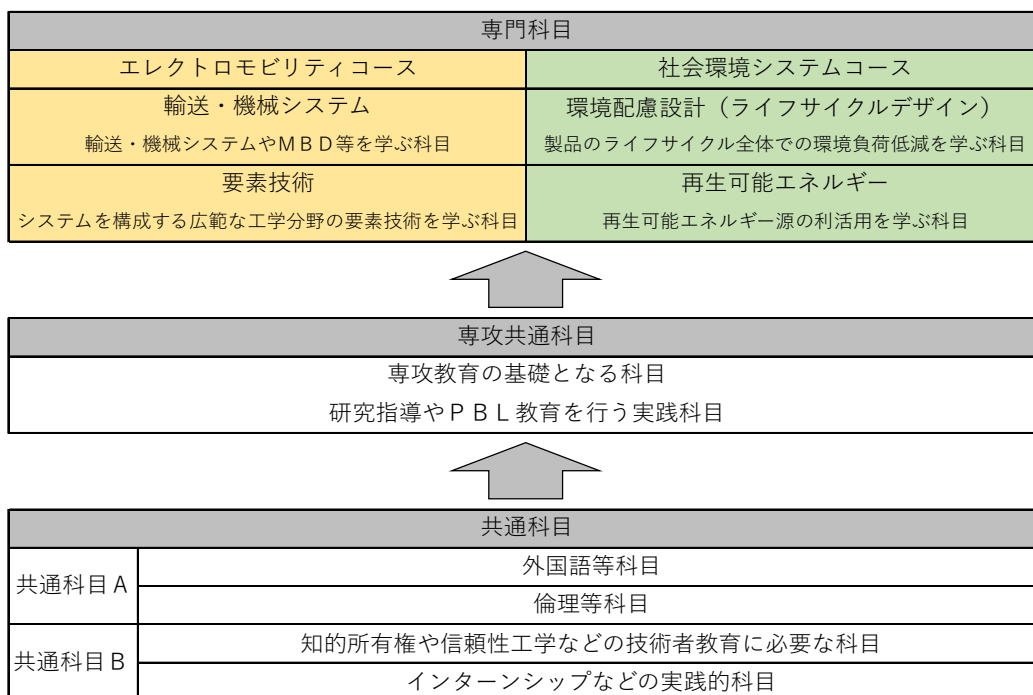 専門科目
エレクトロモビリティコース
社会環境システムコース
輸送・機械システム
輸送・機械システムやＭＢＤ等を学ぶ科目
環境配慮設計（ライフサイクルデザイン）
製品のライフサイクル全体での環境負荷低減を学ぶ科目
要素技術
システムを構成する広範な工学分野の要素技術を学ぶ科目
再生可能エネルギー
再生可能エネルギー源の利活用を学ぶ科目
専攻共通科目
専攻教育の基礎となる科目
研究指導やＰＢＬ教育を行う実践科目
共通科目
共通科目Ａ
外国語等科目
倫理等科目
共通科目Ｂ
知的所有権や信頼性工学などの技術者教育に必要な科目
インターンシップなどの実践的科目